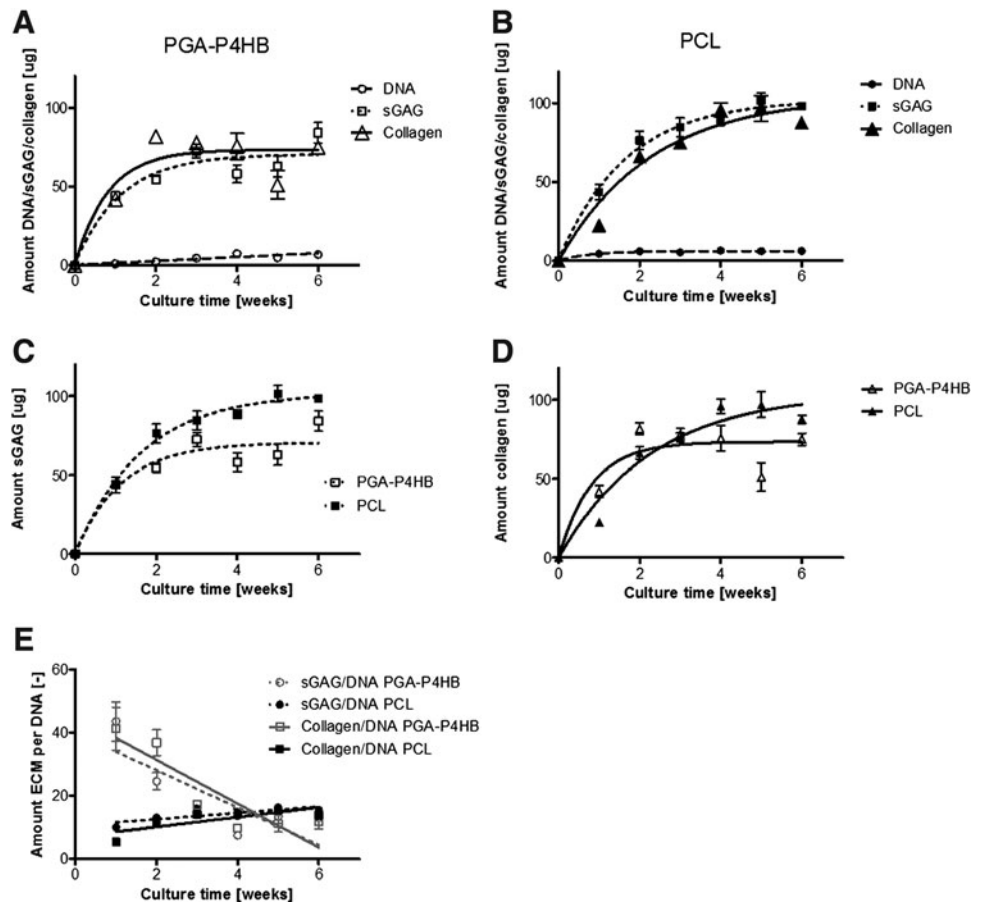 A
PGA-P4HB
Amount DNA/sGAG/collagen [ug]
100
50
0
0
2
4
6
Culture time [weeks]
DNA
sGAG
Collagen
B
PCL
Amount DNA/sGAG/collagen [ug]
100
50
0
0
2
4
6
Culture time [weeks]
DNA
sGAG
Collagen
C
Amount sGAG [ug]
100
50
0
0
2
4
6
Culture time [weeks]
PGA-P4HB
PCL
D
Amount collagen [ug]
100
50
0
0
2
4
6
Culture time [weeks]
PGA-P4HB
PCL
E
Amount ECM per DNA [-]
60
40
20
0
0
2
4
6
Culture time [weeks]
sGAG/DNA PGA-P4HB
sGAG/DNA PCL
Collagen/DNA PGA-P4HB
Collagen/DNA PCL